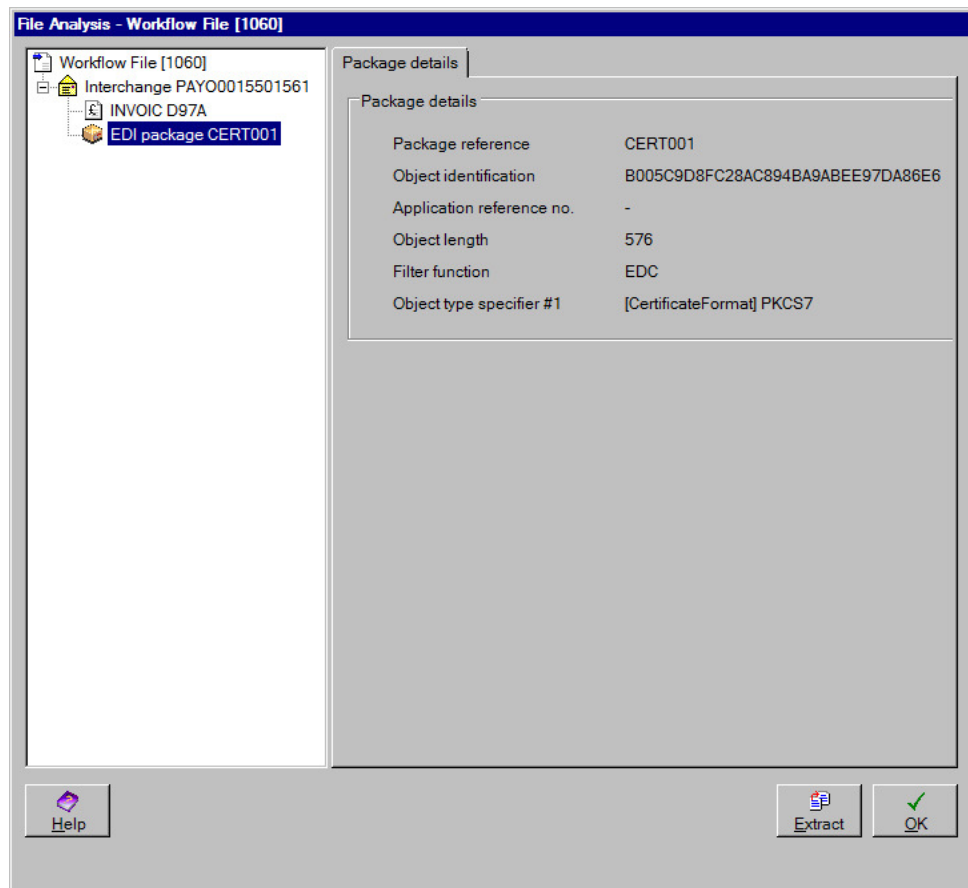 File Analysis - Workflow File [1060]
Workflow File [1060]
Interchange PAYO0015501561
£ INVOIC D97A
EDI package CERT001
Package details
Package details
Package reference CERT001
Object identification B005C9D8FC28AC894BA9ABEE97DA86E6
Application reference no. -
Object length 576
Filter function EDC
Object type specifier #1 [CertificateFormat] PKCS7
Help
Extract
OK